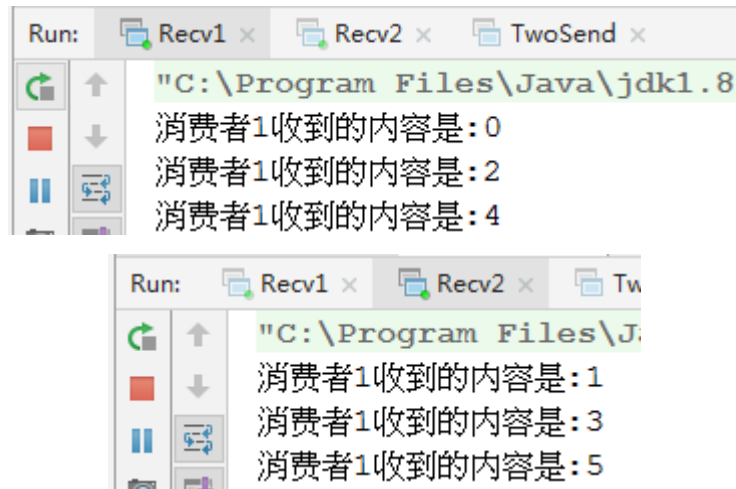 Run: Recv1 × Recv2 × TwoSend ×
"C:\Program Files\Java\jdk1.8
消费者1收到的内容是:0
消费者1收到的内容是:2
消费者1收到的内容是:4
Run: Recv1 × Recv2 × Tw
"C:\Program Files\J
消费者1收到的内容是:1
消费者1收到的内容是:3
消费者1收到的内容是:5